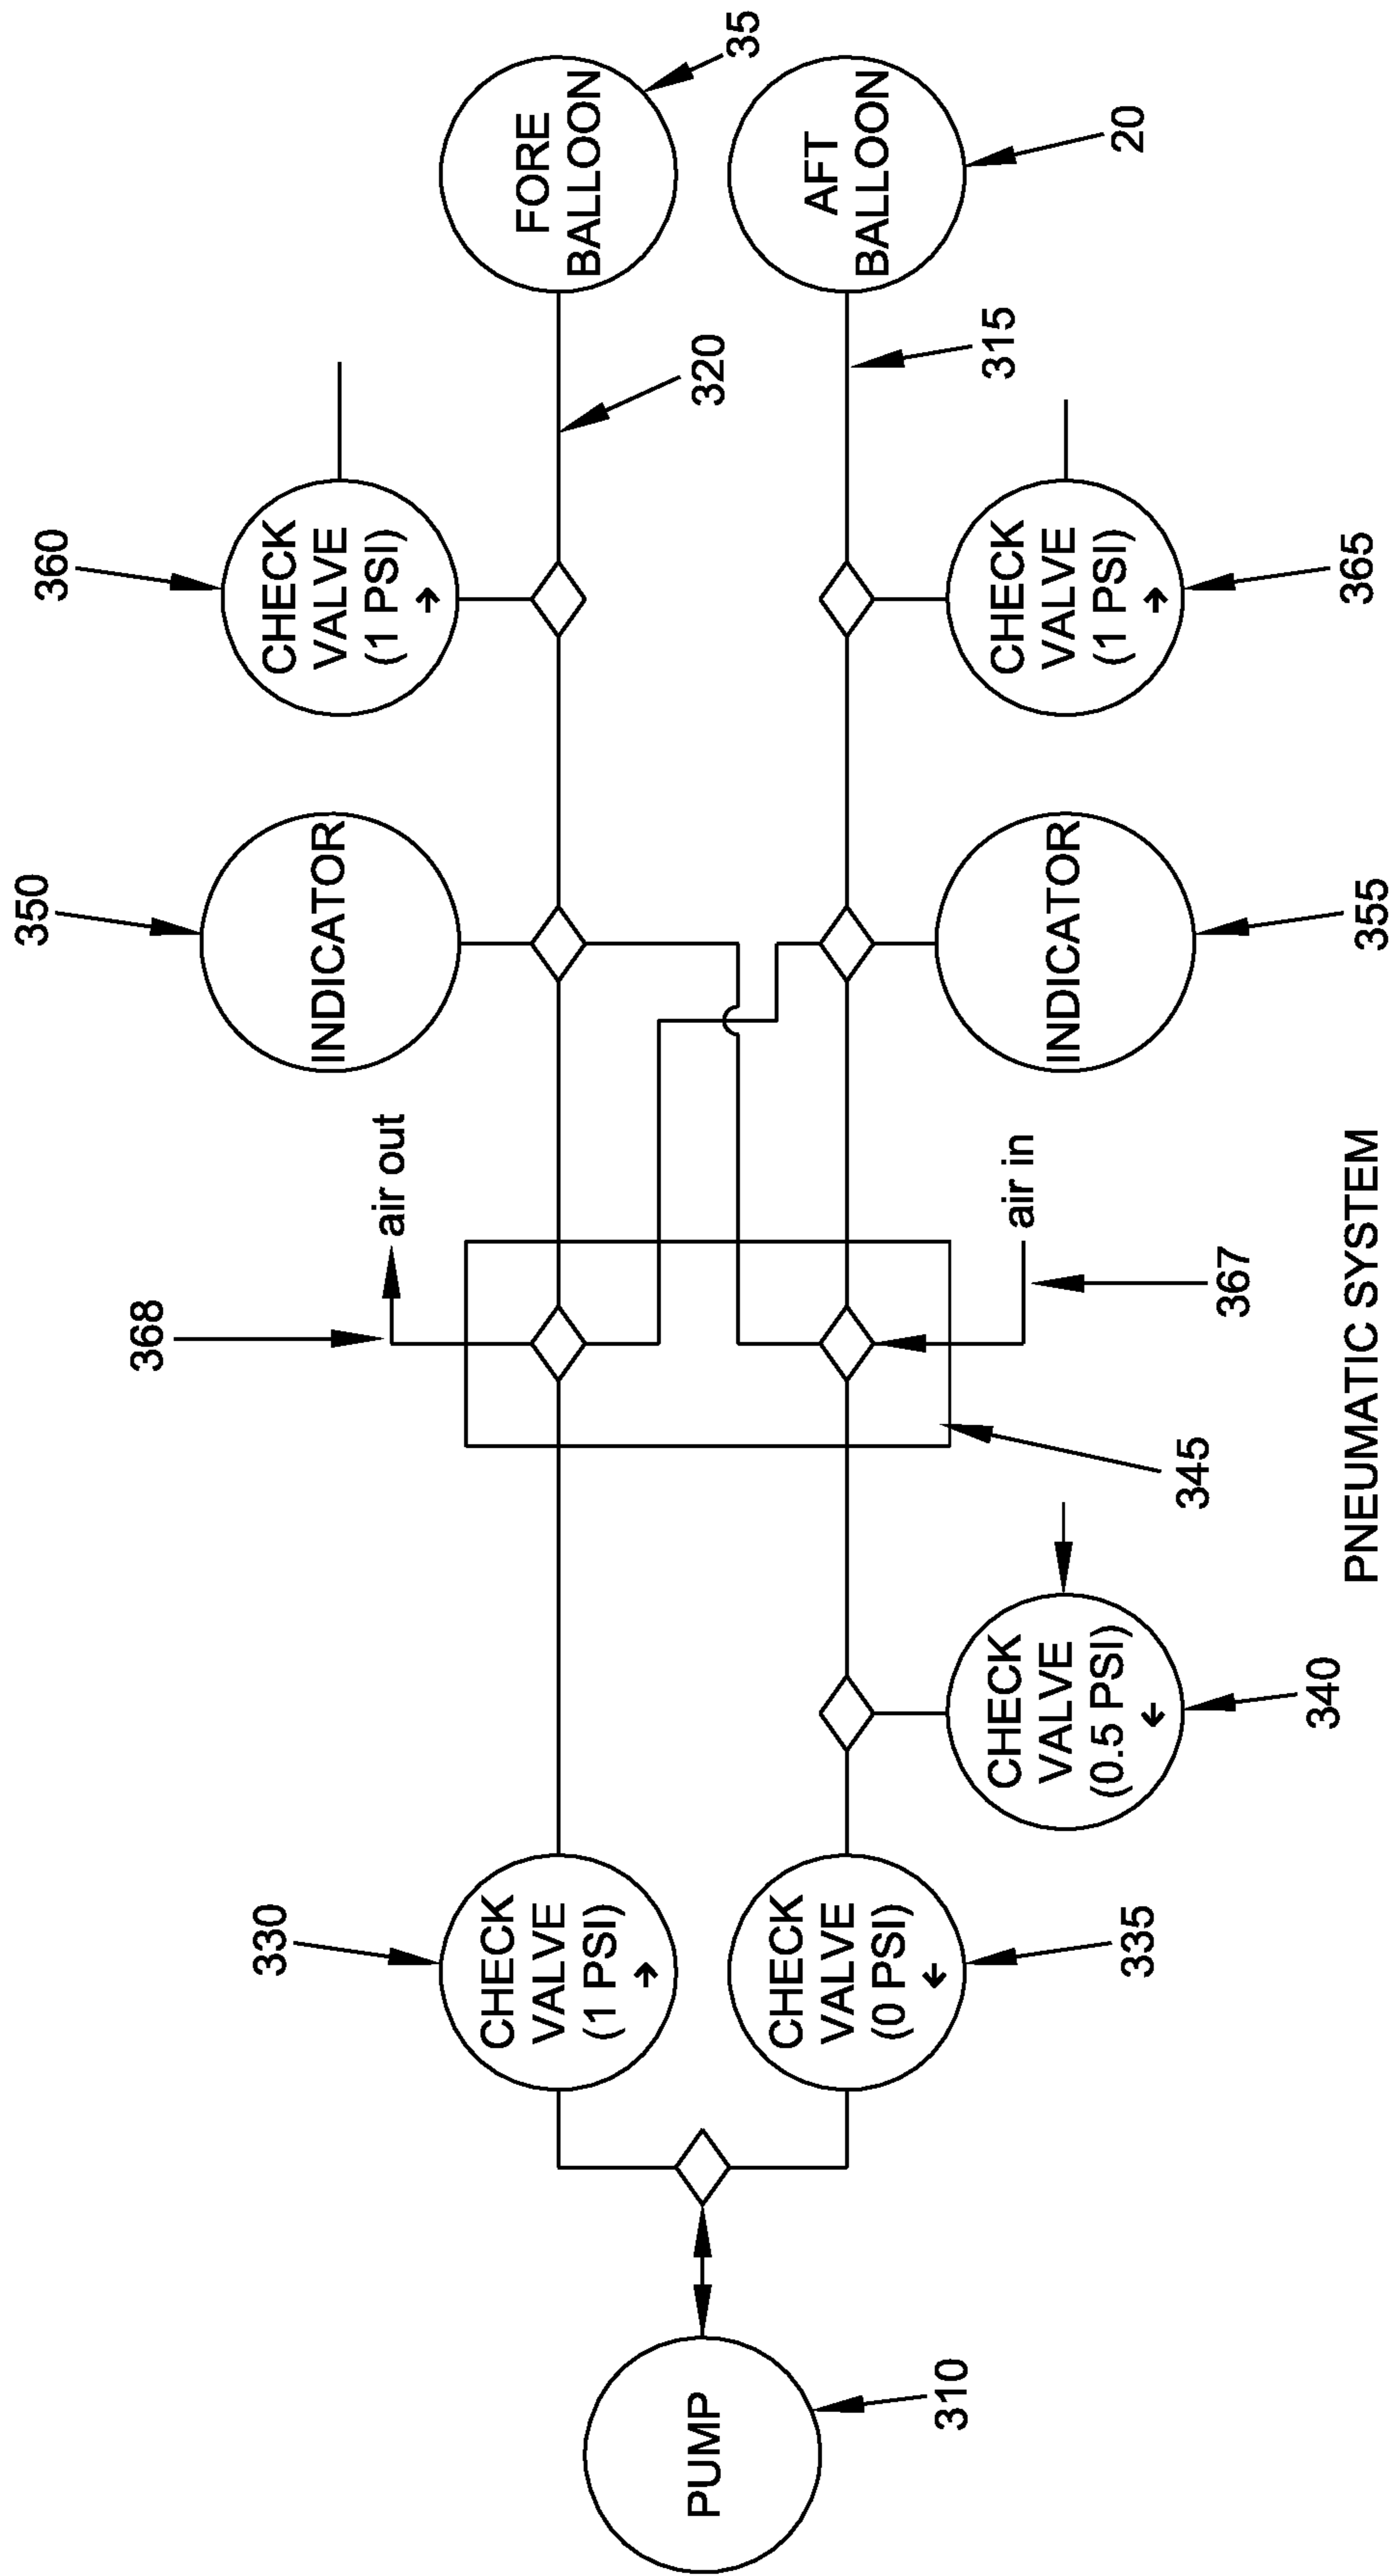 360
CHECK
VALVE
(1 PSI)
→
350
INDICATOR
368
air out
330
CHECK
VALVE
(1 PSI)
→
320
FORE
BALLOON
35
PUMP
310
CHECK
VALVE
(0 PSI)
←
335
AFT
BALLOON
20
315
CHECK
VALVE
(0.5 PSI)
←
340
345
air in
367
INDICATOR
355
CHECK
VALVE
(1 PSI)
→
365
PNEUMATIC SYSTEM